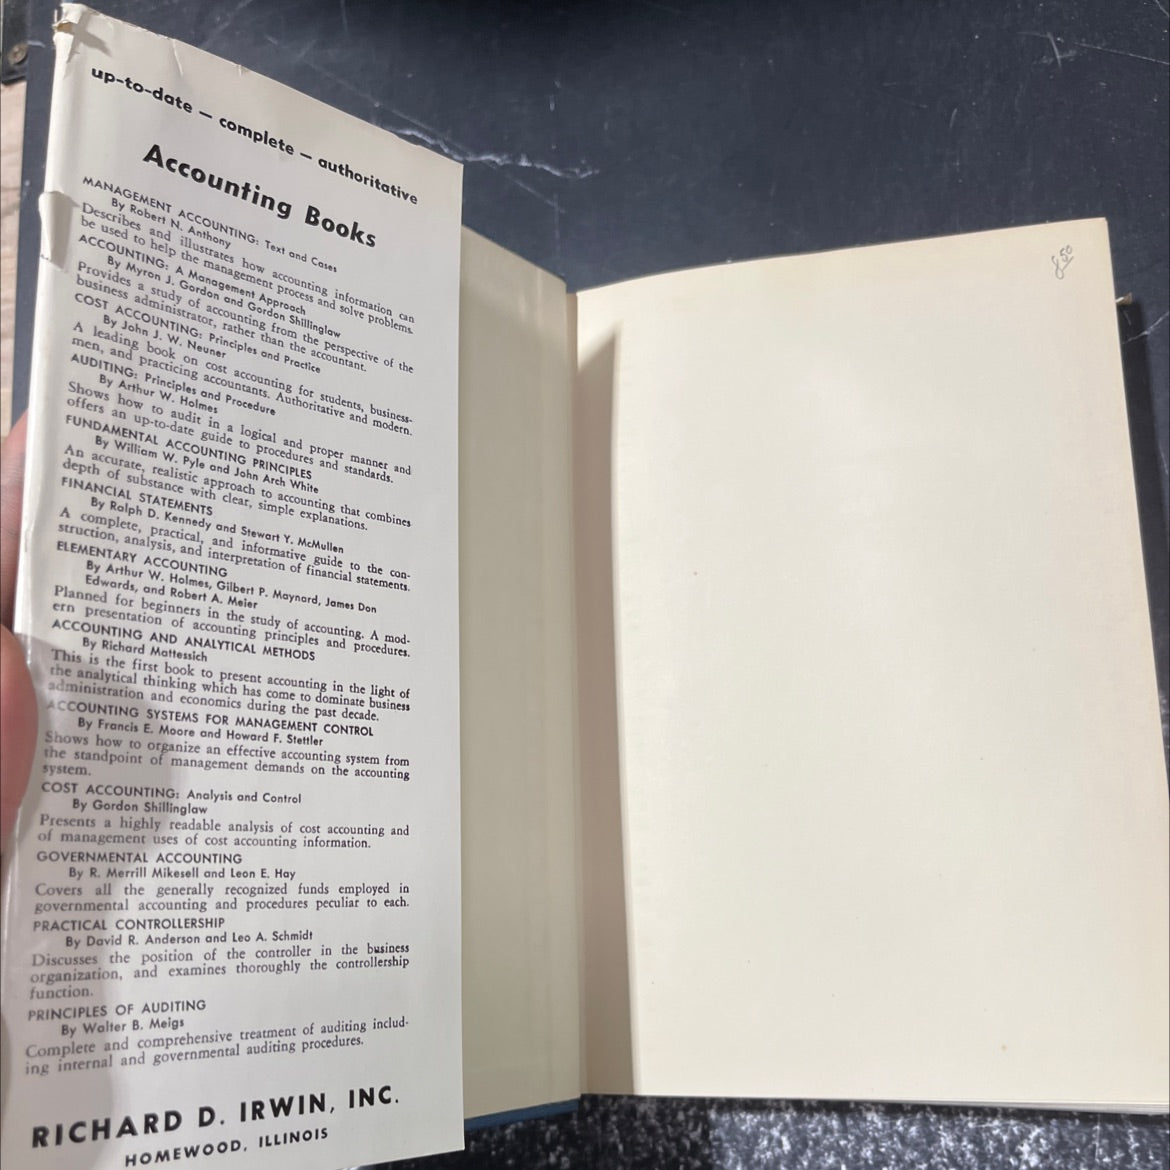 up-to-date — complete — authoritative
Accounting Books
MANAGEMENT ACCOUNTING: Text and Cases
By Robert N. Anthony
Describes and illustrates how accounting information can
be used to help the management process and solve problems.
ACCOUNTING: A Management Approach
By Myron J. Gordon and Gordon Shillinglaw
Provides a study of accounting from the perspective of the
business administrator, rather than the accountant.
COST ACCOUNTING: Principles and Practice
By John J. W. Neuner
A leading book on cost accounting for students, business-
men, and practicing accountants. Authoritative and modern.
AUDITING: Principles and Procedure
By Arthur W. Holmes
Shows how to audit in a logical and proper manner and
offers an up-to-date guide to procedures and standards.
FUNDAMENTAL ACCOUNTING PRINCIPLES
By William W. Pyle and John Arch White
An accurate, realistic approach to accounting that combines
depth of substance with clear, simple explanations.
FINANCIAL STATEMENTS
By Ralph D. Kennedy and Stewart Y. McMullen
A complete, practical, and informative guide to the con-
struction, analysis, and interpretation of financial statements.
ELEMENTARY ACCOUNTING
By Arthur W. Holmes, Gilbert P. Maynard, James Don
Edwards, and Robert A. Meier
Planned for beginners in the study of accounting. A mod-
ern presentation of accounting principles and procedures.
ACCOUNTING AND ANALYTICAL METHODS
By Richard Mattessich
This is the first book to present accounting in the light of
the analytical thinking which has come to dominate business
administration and economics during the past decade.
ACCOUNTING SYSTEMS FOR MANAGEMENT CONTROL
By Francis E. Moore and Howard F. Stettler
Shows how to organize an effective accounting system from
the standpoint of management demands on the accounting
system.
COST ACCOUNTING: Analysis and Control
By Gordon Shillinglaw
Presents a highly readable analysis of cost accounting and
of management uses of cost accounting information.
GOVERNMENTAL ACCOUNTING
By R. Merrill Mikesell and Leon E. Hay
Covers all the generally recognized funds employed in
governmental accounting and procedures peculiar to each.
PRACTICAL CONTROLLERSHIP
By David R. Anderson and Leo A. Schmidt
Discusses the position of the controller in the business
organization, and examines thoroughly the controllership
function.
PRINCIPLES OF AUDITING
By Walter B. Meigs
Complete and comprehensive treatment of auditing includ-
ing internal and governmental auditing procedures.
RICHARD D. IRWIN, INC.
HOMEWOOD, ILLINOIS
8 50